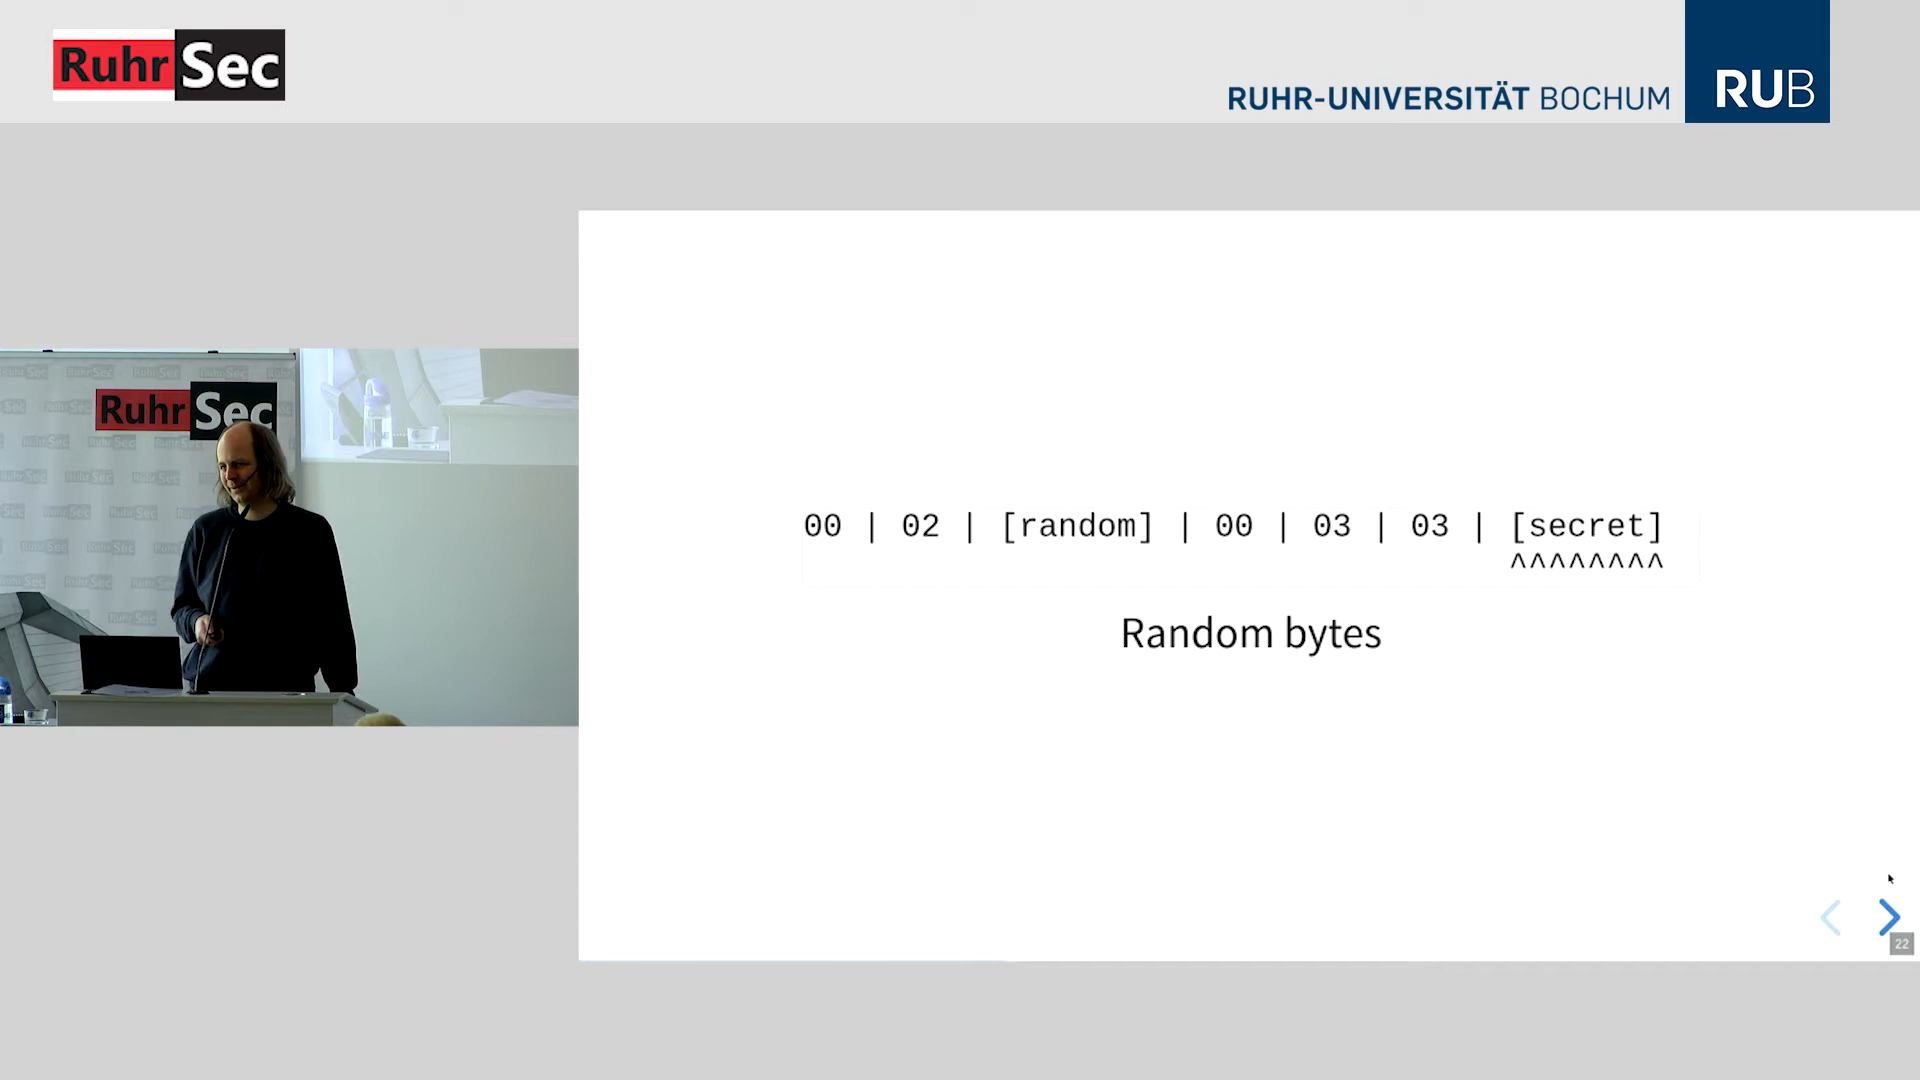 RuhrSec
RUHR-UNIVERSITÄT BOCHUM
RUB
RuhrSec
00 | 02 | [random] | 00 | 03 | 03 | [secret]
^^^^^^^^
Random bytes
22